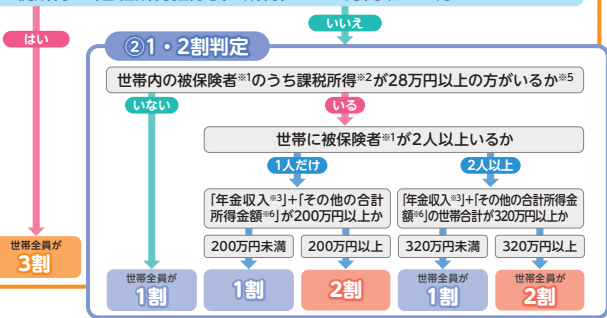 はい
いいえ
②1・2割判定
世帯内の被保険者※1のうち課税所得※2が28万円以上の方がいるか※5
いない
いる
世帯に被保険者※1が2人以上いるか
1人だけ
2人以上
「年金収入※3」+「その他の合計
所得金額※6」が200万円以上か
「年金収入※3」+「その他の合計所得金
額※6」の世帯合計が320万円以上か
200万円未満
200万円以上
320万円未満
320万円以上
世帯全員が
3割
世帯全員が
1割
1割
2割
世帯全員が
1割
世帯全員が
2割